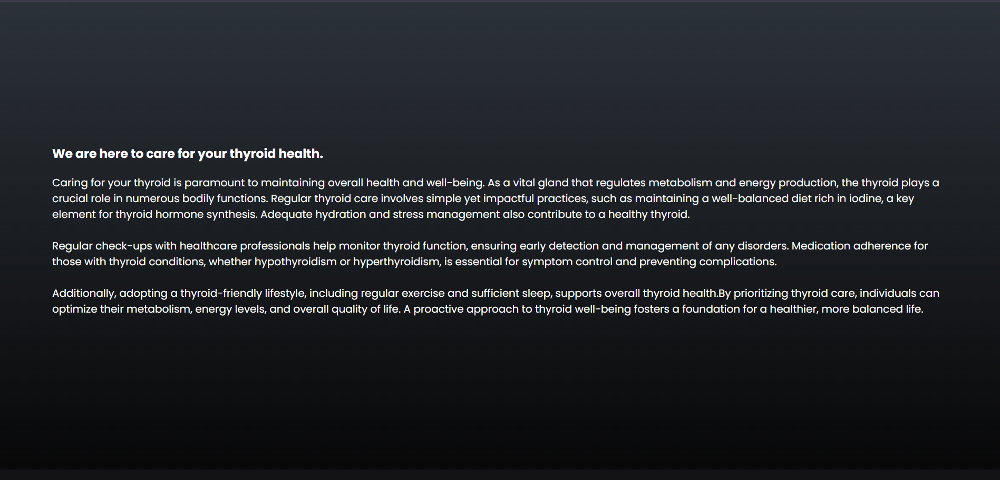 We are here to care for your thyroid health.
Caring for your thyroid is paramount to maintaining overall health and well-being. As a vital gland that regulates metabolism and energy production, the thyroid plays a
crucial role in numerous bodily functions. Regular thyroid care involves simple yet impactful practices, such as maintaining a well-balanced diet rich in iodine, a key
element for thyroid hormone synthesis. Adequate hydration and stress management also contribute to a healthy thyroid.
Regular check-ups with healthcare professionals help monitor thyroid function, ensuring early detection and management of any disorders. Medication adherence for
those with thyroid conditions, whether hypothyroidism or hyperthyroidism, is essential for symptom control and preventing complications.
Additionally, adopting a thyroid-friendly lifestyle, including regular exercise and sufficient sleep, supports overall thyroid health.By prioritizing thyroid care, individuals can
optimize their metabolism, energy levels, and overall quality of life. A proactive approach to thyroid well-being fosters a foundation for a healthier, more balanced life.